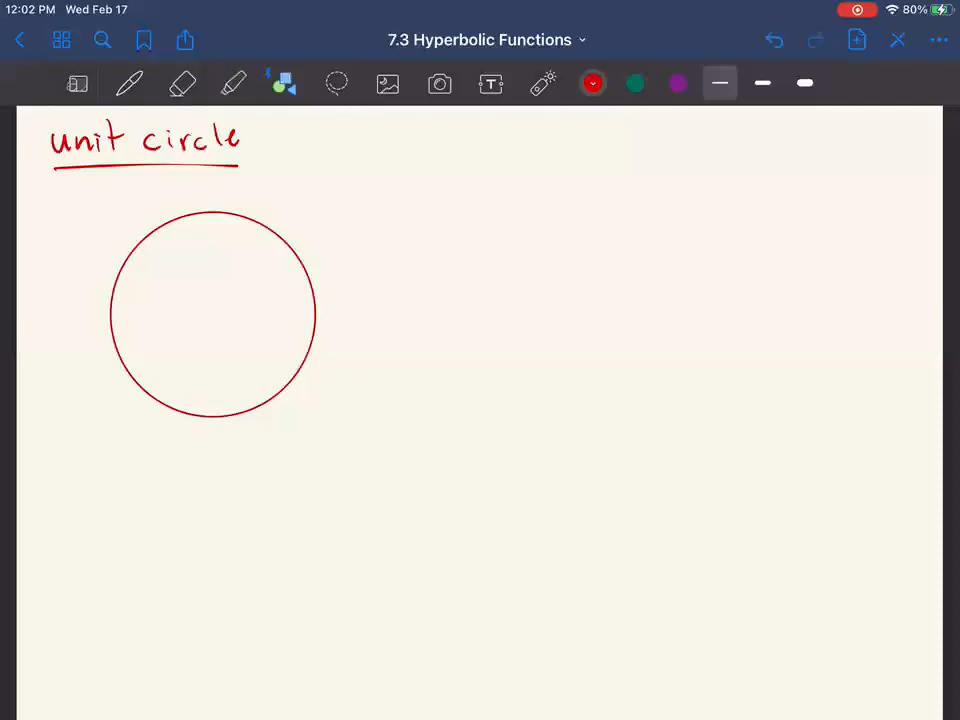 12:02 PM Wed Feb 17
80%
7.3 Hyperbolic Functions
T
unit circle